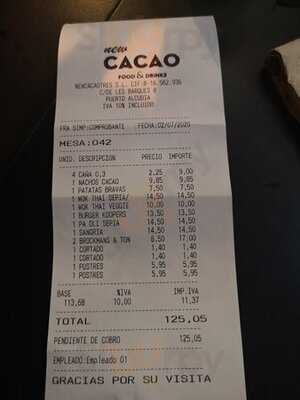 new
CACAO
FOOD & DRINKS
NEWCACAOTRES S.L. CIF:B-16.562.936
C/DE LES BARQUES 8
PUERTO ALCUDIA
IVA 10% INCLUIDO
FRA SIMP:COMPROBANTE FECHA:02/07/2020
MESA:042
UNID. DESCRIPCION PRECIO IMPORTE
4 CAÑA 0,3 2,25 9,00
1 NACHOS CACAO 9,85 9,85
1 PATATAS BRAVAS 7,50 7,50
1 WOK THAI SERIA/ 14,50 14,50
1 WOK THAI VEGGIE 10,00 10,00
1 BURGER KOOPERS 13,50 13,50
1 PA OLI SERIA 14,50 14,50
1 SANGRIA 14,50 14,50
2 BROCKMANS & TON 8,50 17,00
1 CORTADO 1,40 1,40
1 CORTADO 1,40 1,40
1 POSTRES 5,95 5,95
1 POSTRES 5,95 5,95
BASE %IVA IMP.IVA
113,68 10,00 11,37
TOTAL 125,05
PENDIENTE DE COBRO 125,05
EMPLEADO:Empleado 01
GRACIAS POR SU VISITA